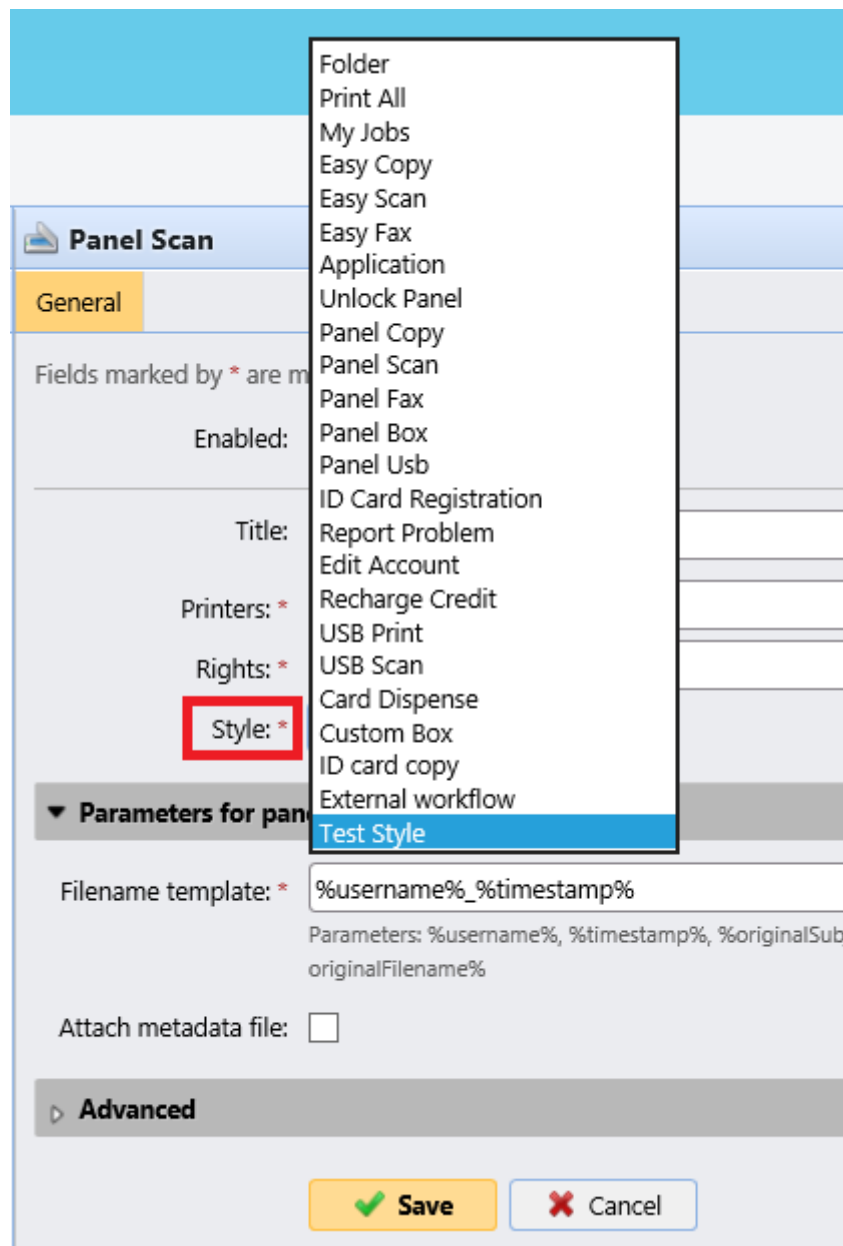 Folder
Print All
My Jobs
Easy Copy
Easy Scan
Easy Fax
Application
Unlock Panel
Panel Copy
Panel Scan
Panel Fax
Panel Box
Panel Usb
ID Card Registration
Report Problem
Edit Account
Recharge Credit
USB Print
USB Scan
Card Dispense
Custom Box
ID card copy
External workflow
Test Style
Panel Scan
General
Fields marked by * are m
Enabled:
Title:
Printers: *
Rights: *
Style: *
Parameters for pan
Filename template: * %username%_%timestamp%
Parameters: %username%, %timestamp%, %originalSub
originalFilename%
Attach metadata file:
Advanced
Save Cancel